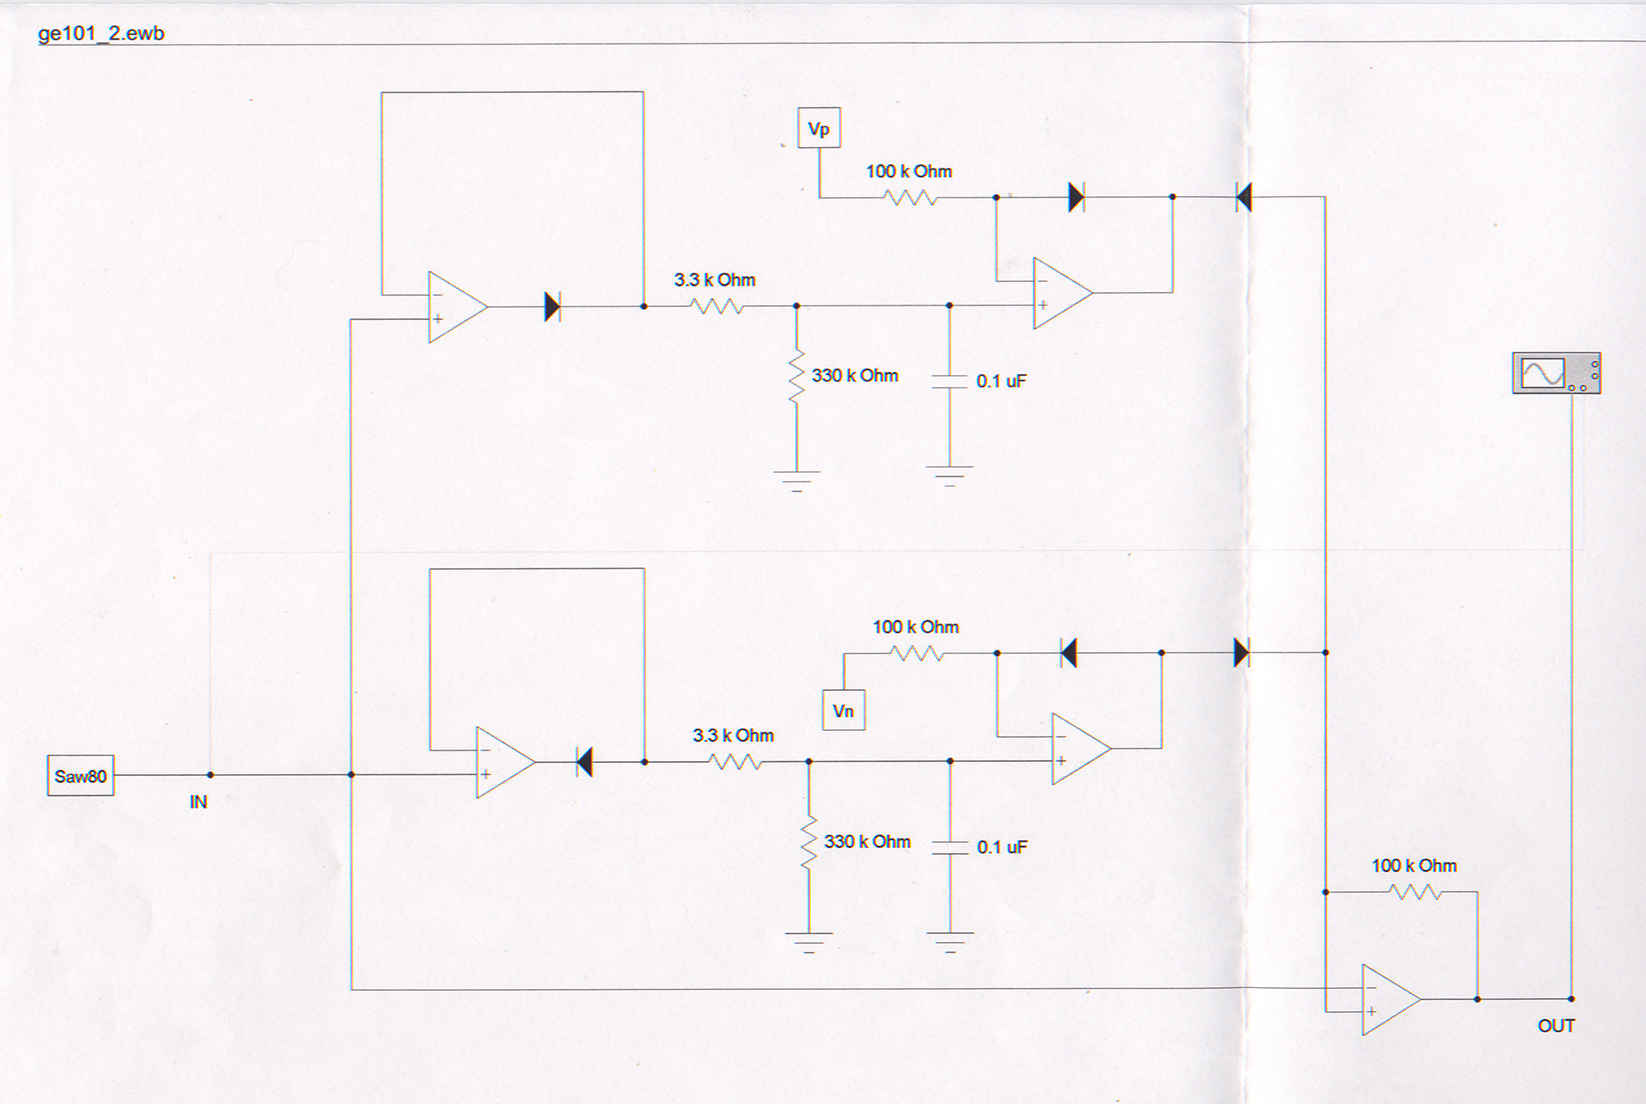 ge101_2.ewb
Vp
100 k Ohm
3.3 k Ohm
330 k Ohm
0.1 uF
100 k Ohm
Vn
3.3 k Ohm
Saw80
IN
330 k Ohm
0.1 uF
100 k Ohm
OUT